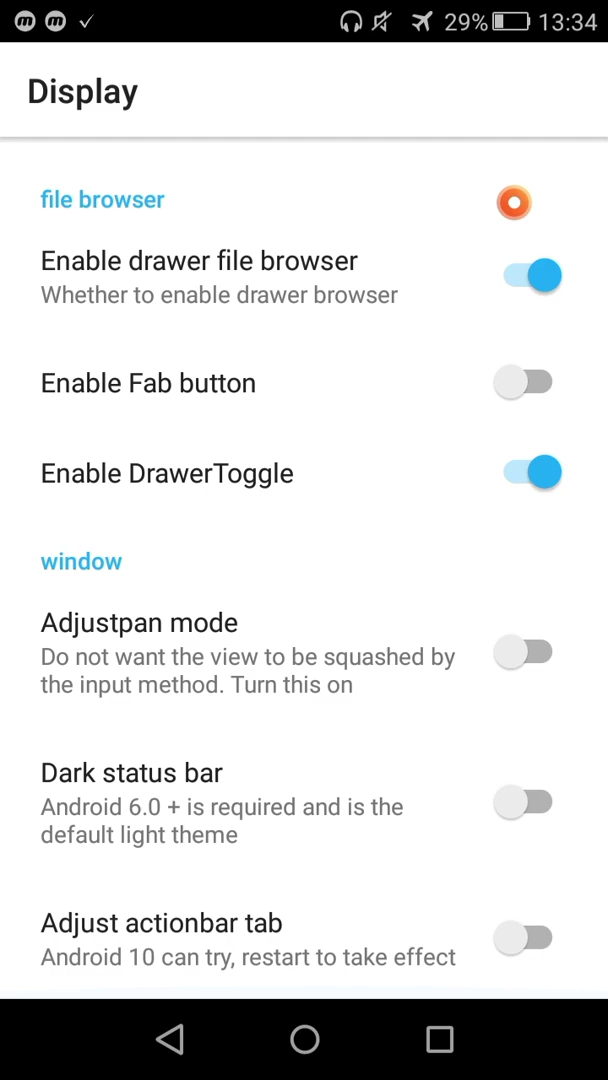 29% 13:34
Display
file browser
Enable drawer file browser
Whether to enable drawer browser
Enable Fab button
Enable DrawerToggle
window
Adjustpan mode
Do not want the view to be squashed by
the input method. Turn this on
Dark status bar
Android 6.0 + is required and is the
default light theme
Adjust actionbar tab
Android 10 can try, restart to take effect